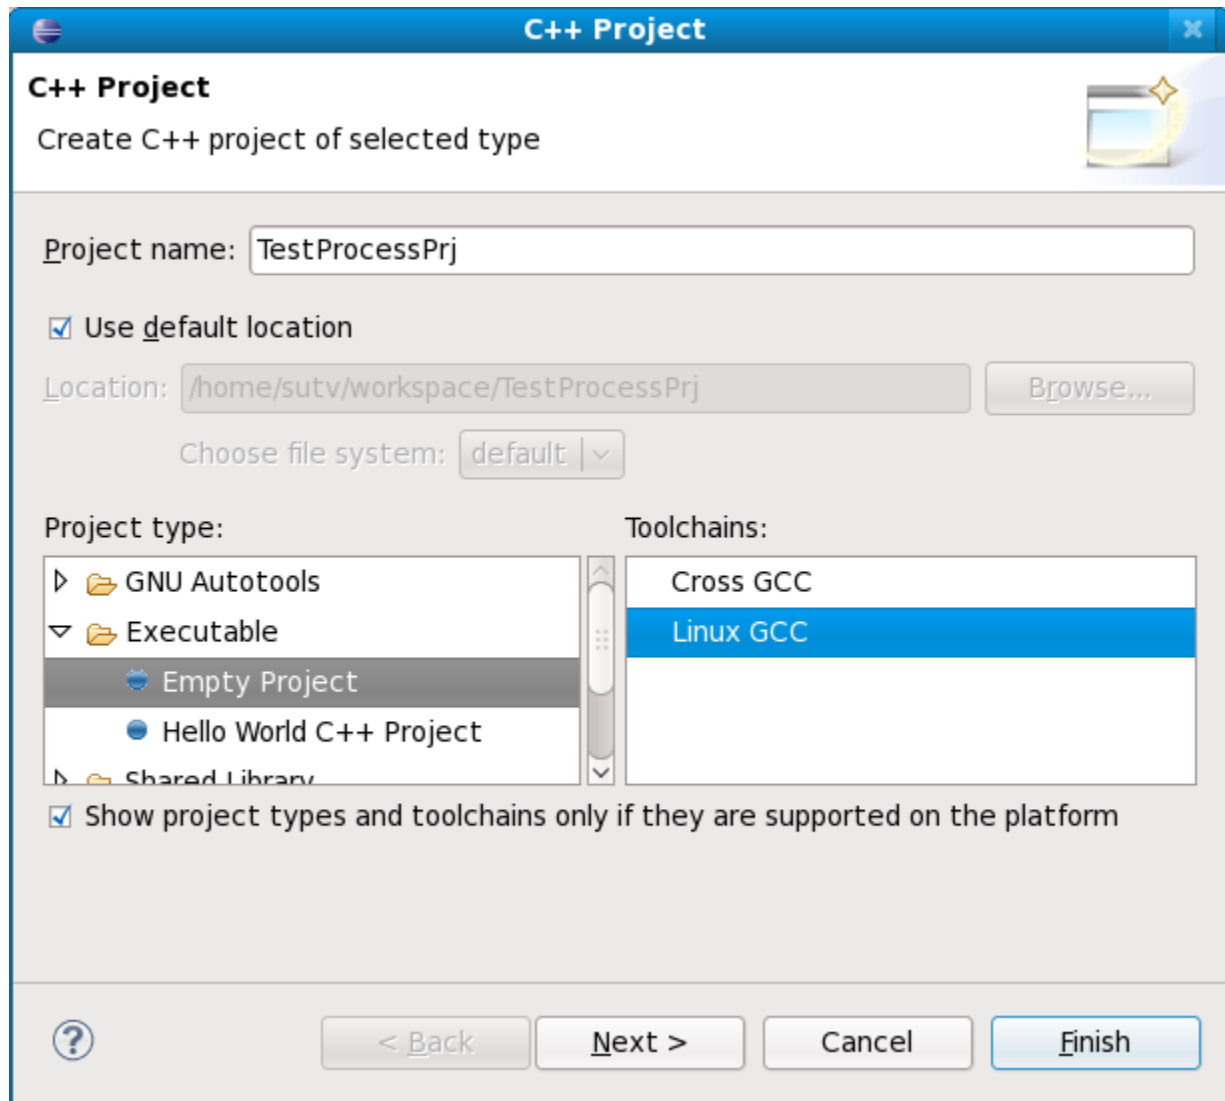 C++ Project
C++ Project
Create C++ project of selected type
Project name: TestProcessPrj
Use default location
Location: /home/sutv/workspace/TestProcessPrj Browse...
Choose file system: default
Project type: Toolchains:
GNU Autotools Cross GCC
Executable Linux GCC
Empty Project
Hello World C++ Project
Shared Library
Show project types and toolchains only if they are supported on the platform
? < Back Next > Cancel Finish